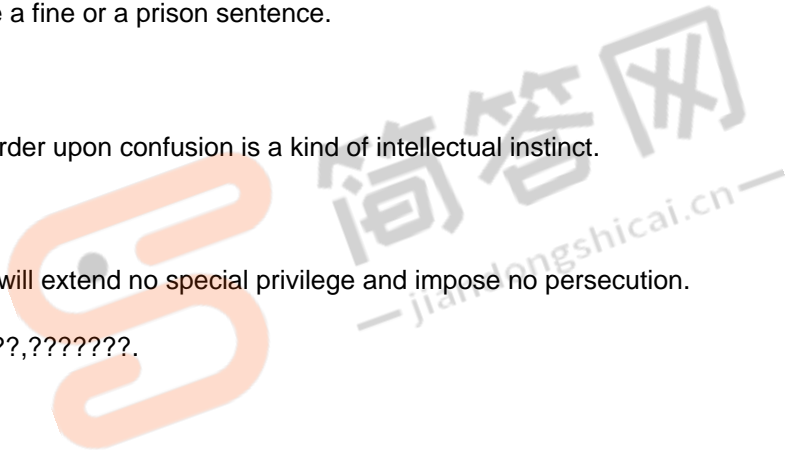 e a fine or a prison sentence.
rder upon confusion is a kind of intellectual instinct.
will extend no special privilege and impose no persecution.
??,???????.
简答网
— jiandongshicai.cn —